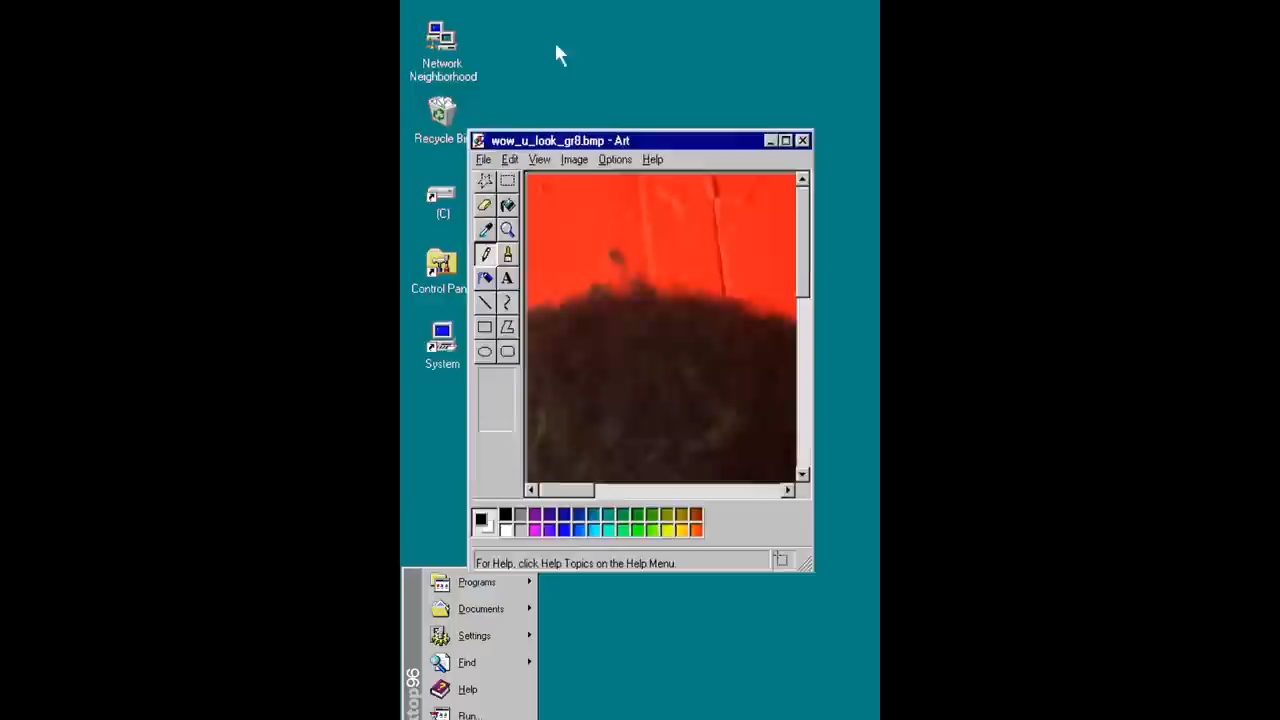 Network
Neighborhood
Recycle Bi
(C)
Control Pan
System
wow_u_look_gr8.bmp - Art
File Edit View Image Options Help
A
For Help, click Help Topics on the Help Menu.
Programs
Documents
Settings
Find
Help
Run...
top96